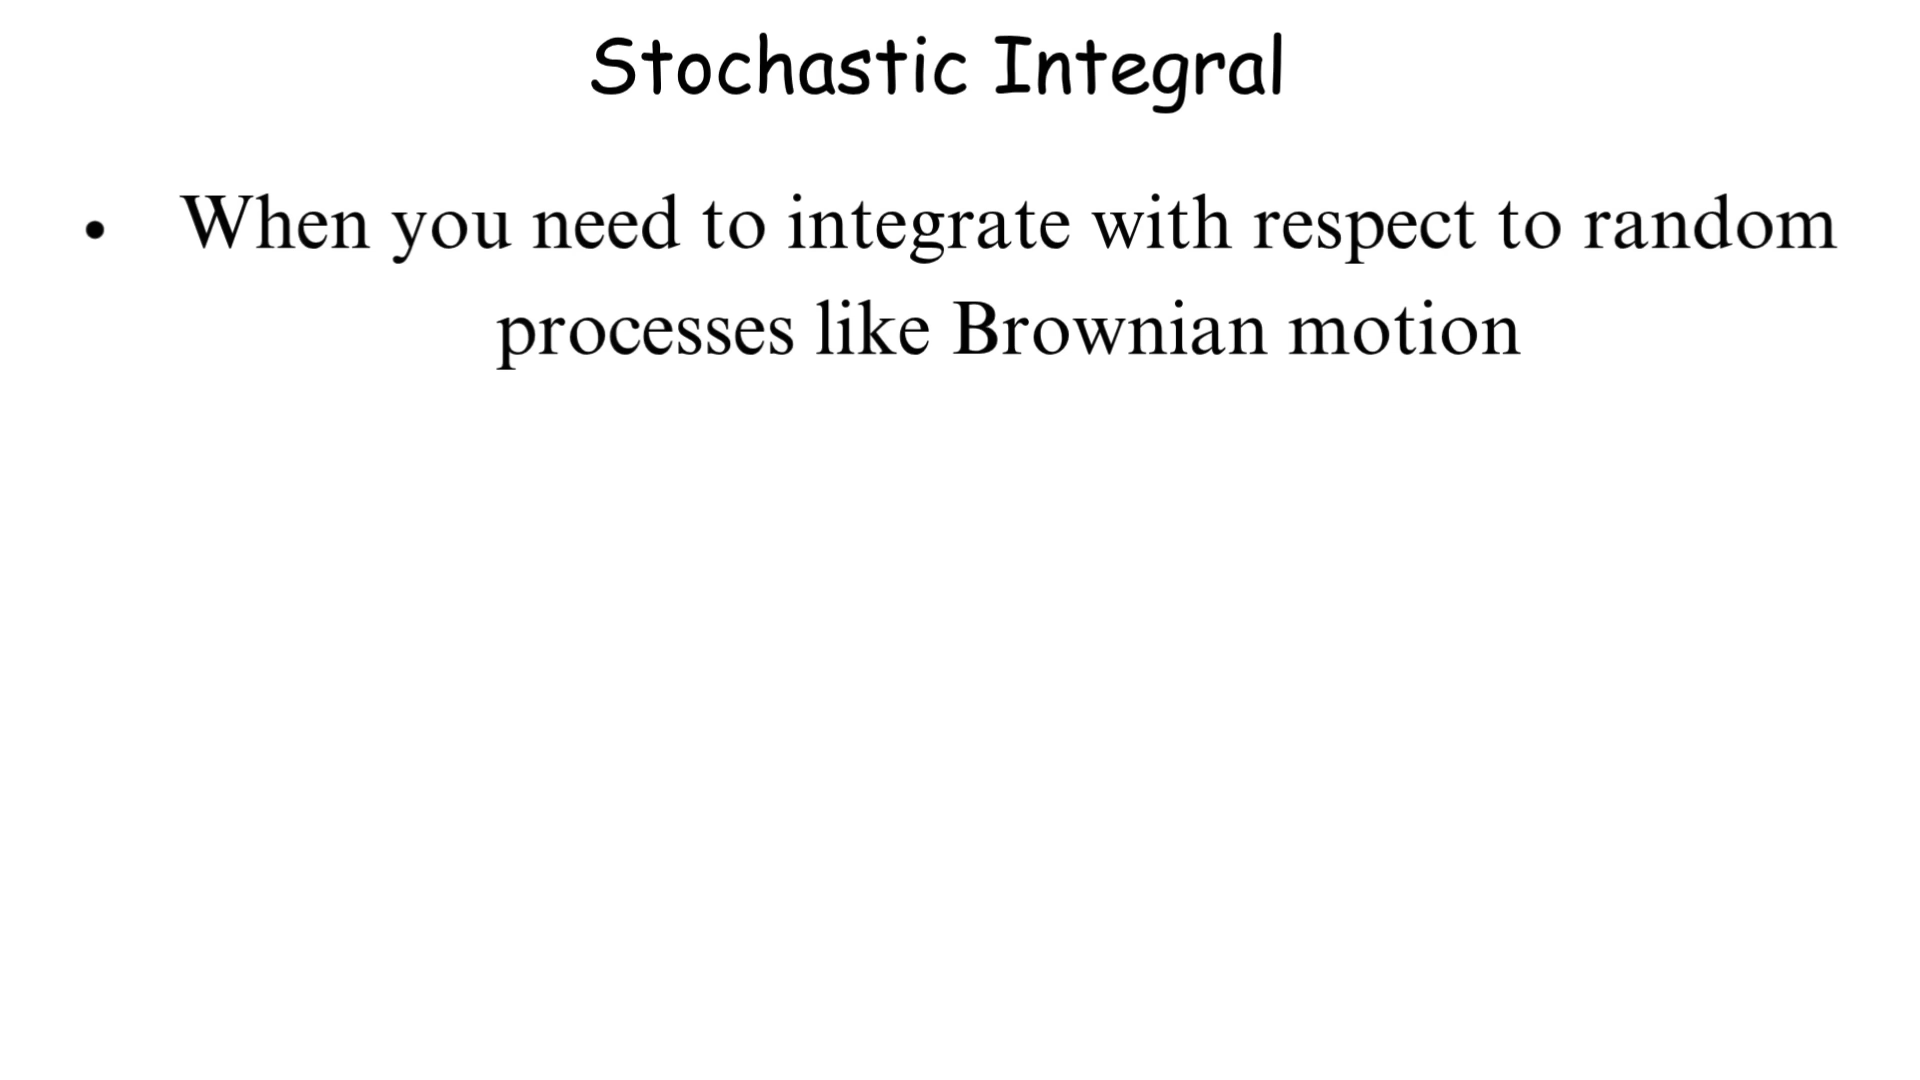 Stochastic Integral
• When you need to integrate with respect to random
processes like Brownian motion